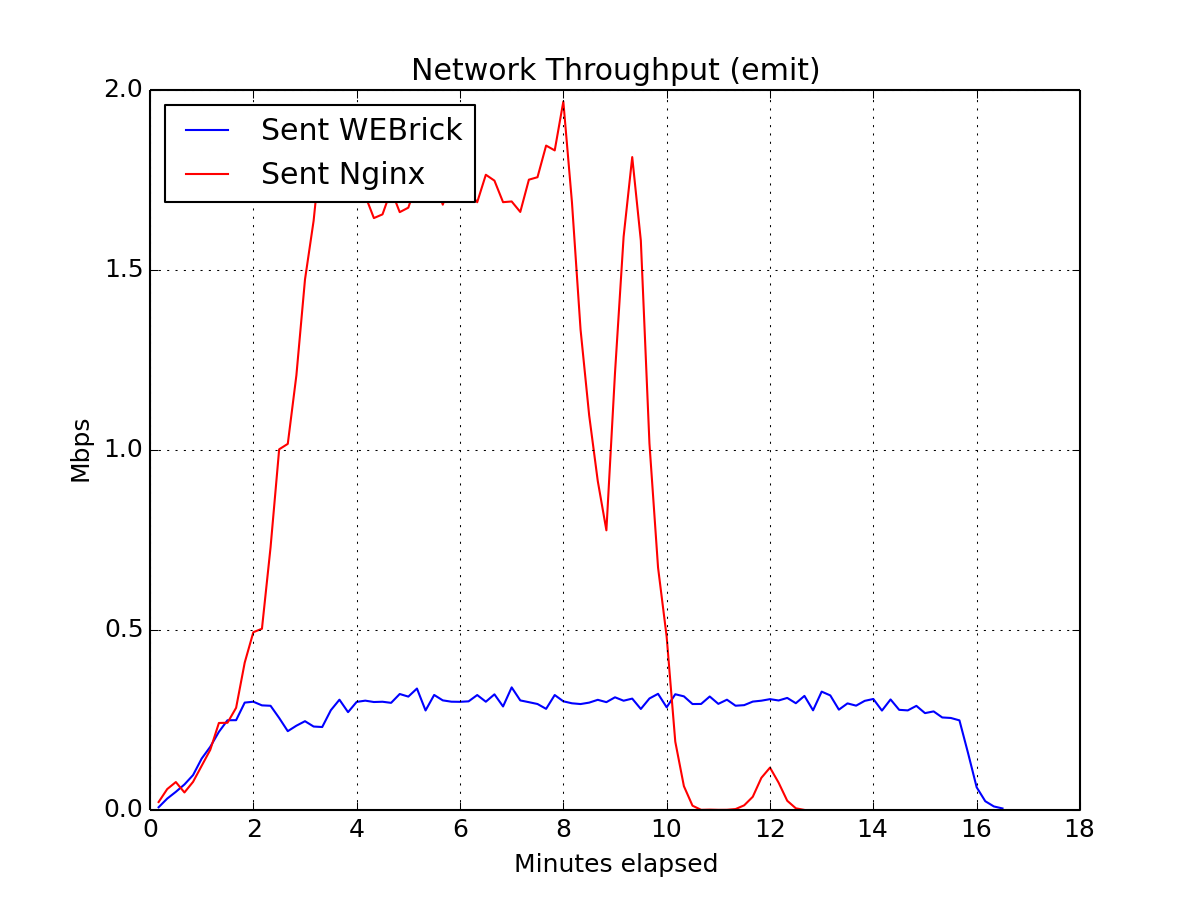 Network Throughput (emit)
Sent WEBrick
Sent Nginx
2.0
1.5
1.0
0.5
0.0
Mbps
0 2 4 6 8 10 12 14 16 18
Minutes elapsed